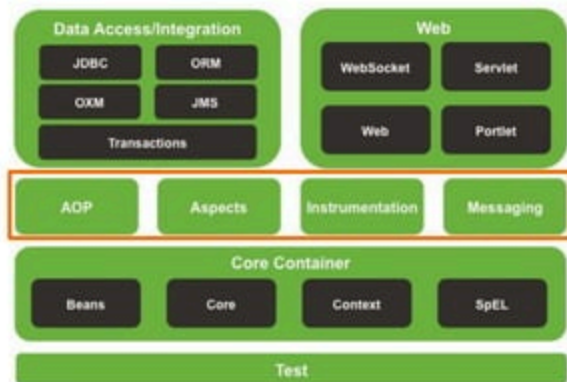 Data Access/Integration
JDBC ORM
OXM JMS
Transactions
Web
WebSocket Servlet
Web Portlet
AOP Aspects Instrumentation Messaging
Core Container
Beans Core Context SpEL
Test